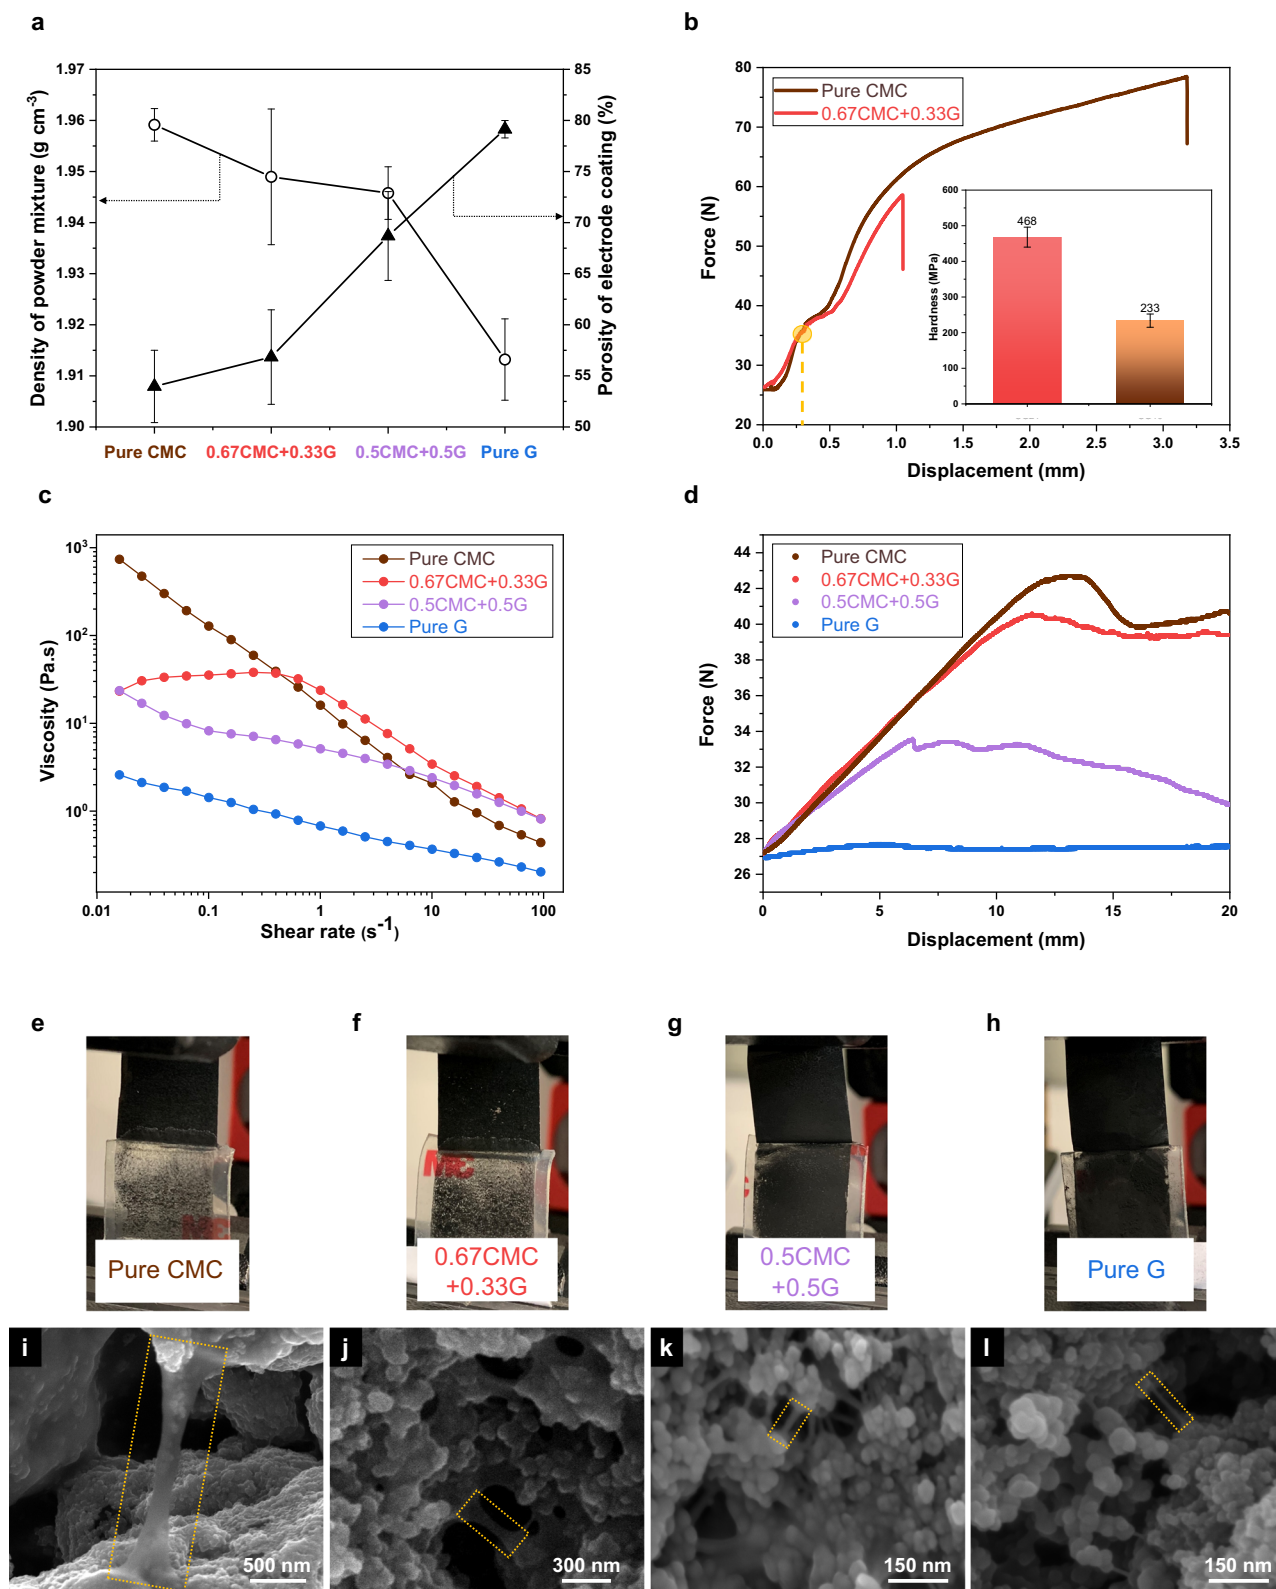 a
1.97
1.96
1.95
1.94
1.93
1.92
1.91
1.90
Density of powder mixture (g cm-3)
85
80
75
70
65
60
55
50
Porosity of electrode coating (%)
Pure CMC 0.67CMC+0.33G 0.5CMC+0.5G Pure G
b
80
70
60
50
40
30
20
Force (N)
Pure CMC
0.67CMC+0.33G
600
500
400
300
200
100
0
Hardness (MPa)
468
233
0.0 0.5 1.0 1.5 2.0 2.5 3.0 3.5
Displacement (mm)
c
10^3
10^2
10^1
10^0
Viscosity (Pa.s)
Pure CMC
0.67CMC+0.33G
0.5CMC+0.5G
Pure G
0.01 0.1 1 10 100
Shear rate (s-1)
d
44
42
40
38
36
34
32
30
28
26
Force (N)
Pure CMC
0.67CMC+0.33G
0.5CMC+0.5G
Pure G
0 5 10 15 20
Displacement (mm)
e
Pure CMC
f
0.67CMC
+0.33G
g
0.5CMC
+0.5G
h
Pure G
i
500 nm
j
300 nm
k
150 nm
l
150 nm